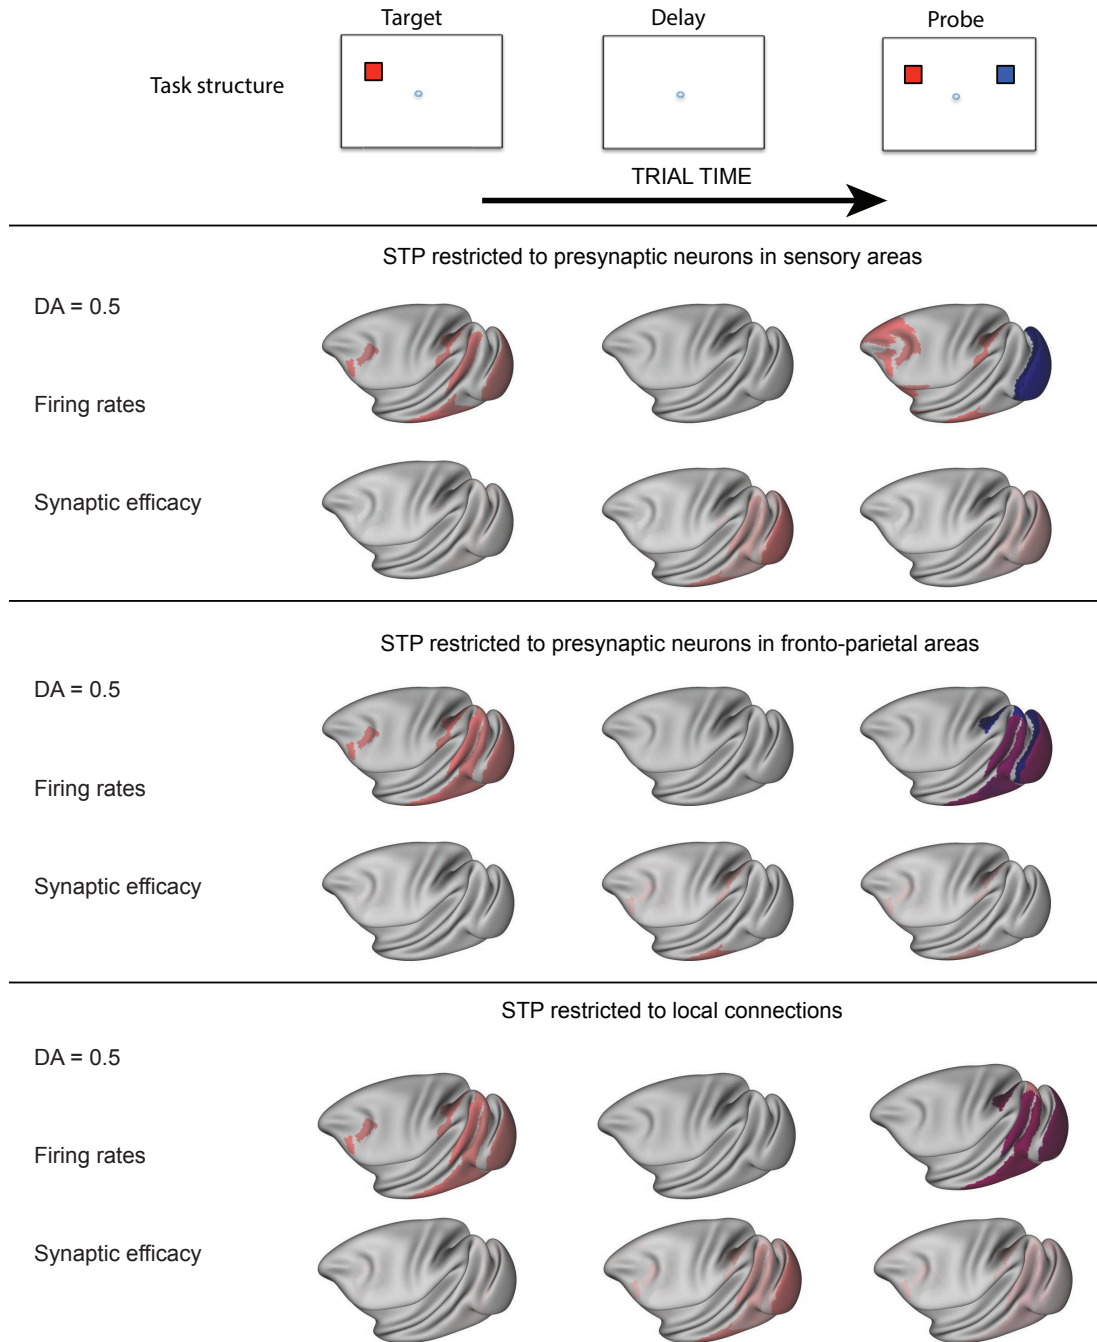 Target
Delay
Probe
Task structure
TRIAL TIME
STP restricted to presynaptic neurons in sensory areas
DA = 0.5
Firing rates
Synaptic efficacy
STP restricted to presynaptic neurons in fronto-parietal areas
DA = 0.5
Firing rates
Synaptic efficacy
STP restricted to local connections
DA = 0.5
Firing rates
Synaptic efficacy